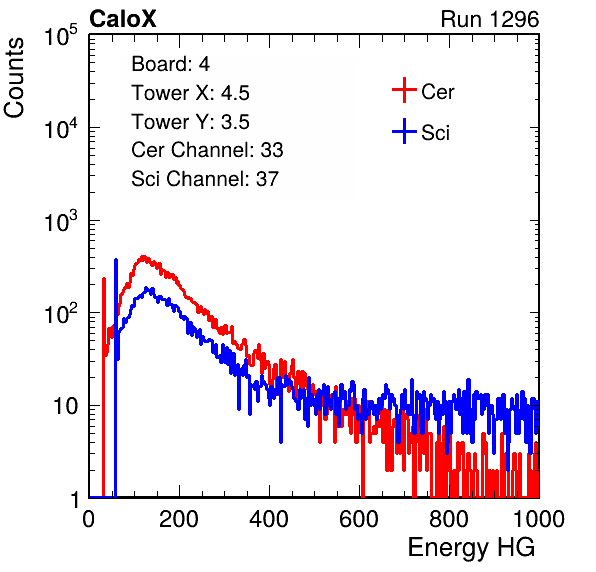 CaloX Run 1296
Counts
Board: 4
Tower X: 4.5
Tower Y: 3.5
Cer Channel: 33
Sci Channel: 37
Cer
Sci
10^5
10^4
10^3
10^2
10
1
0 200 400 600 800 1000
Energy HG